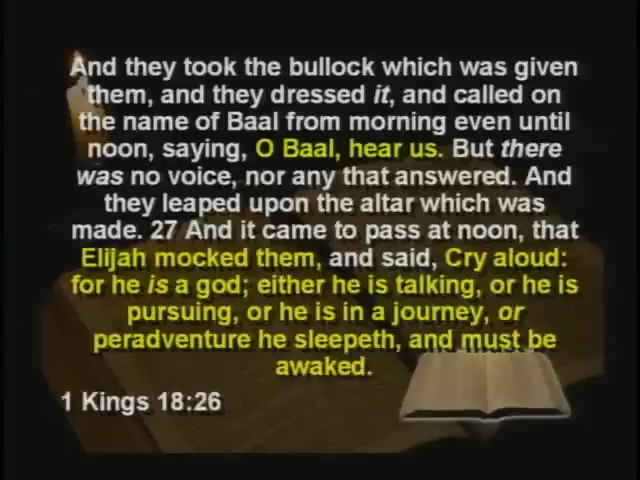 And they took the bullock which was given
them, and they dressed it, and called on
the name of Baal from morning even until
noon, saying, O Baal, hear us. But there
was no voice, nor any that answered. And
they leaped upon the altar which was
made. 27 And it came to pass at noon, that
Elijah mocked them, and said, Cry aloud:
for he is a god; either he is talking, or he is
pursuing, or he is in a journey, or
peradventure he sleepeth, and must be
awaked.
1 Kings 18:26